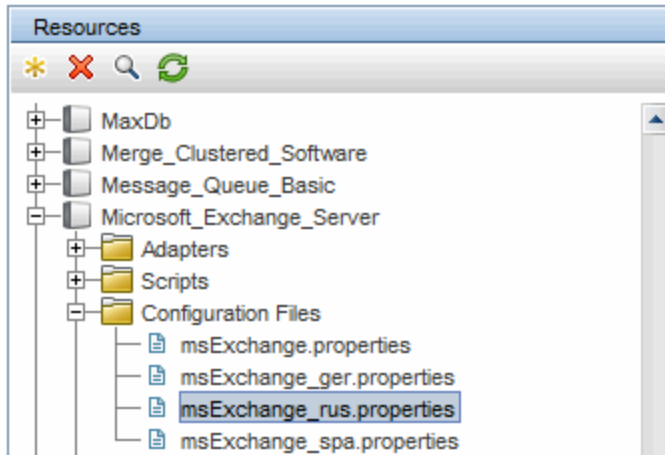 Resources
MaxDb
Merge_Clustered_Software
Message_Queue_Basic
Microsoft_Exchange_Server
Adapters
Scripts
Configuration Files
msExchange.properties
msExchange_ger.properties
msExchange_rus.properties
msExchange_spa.properties